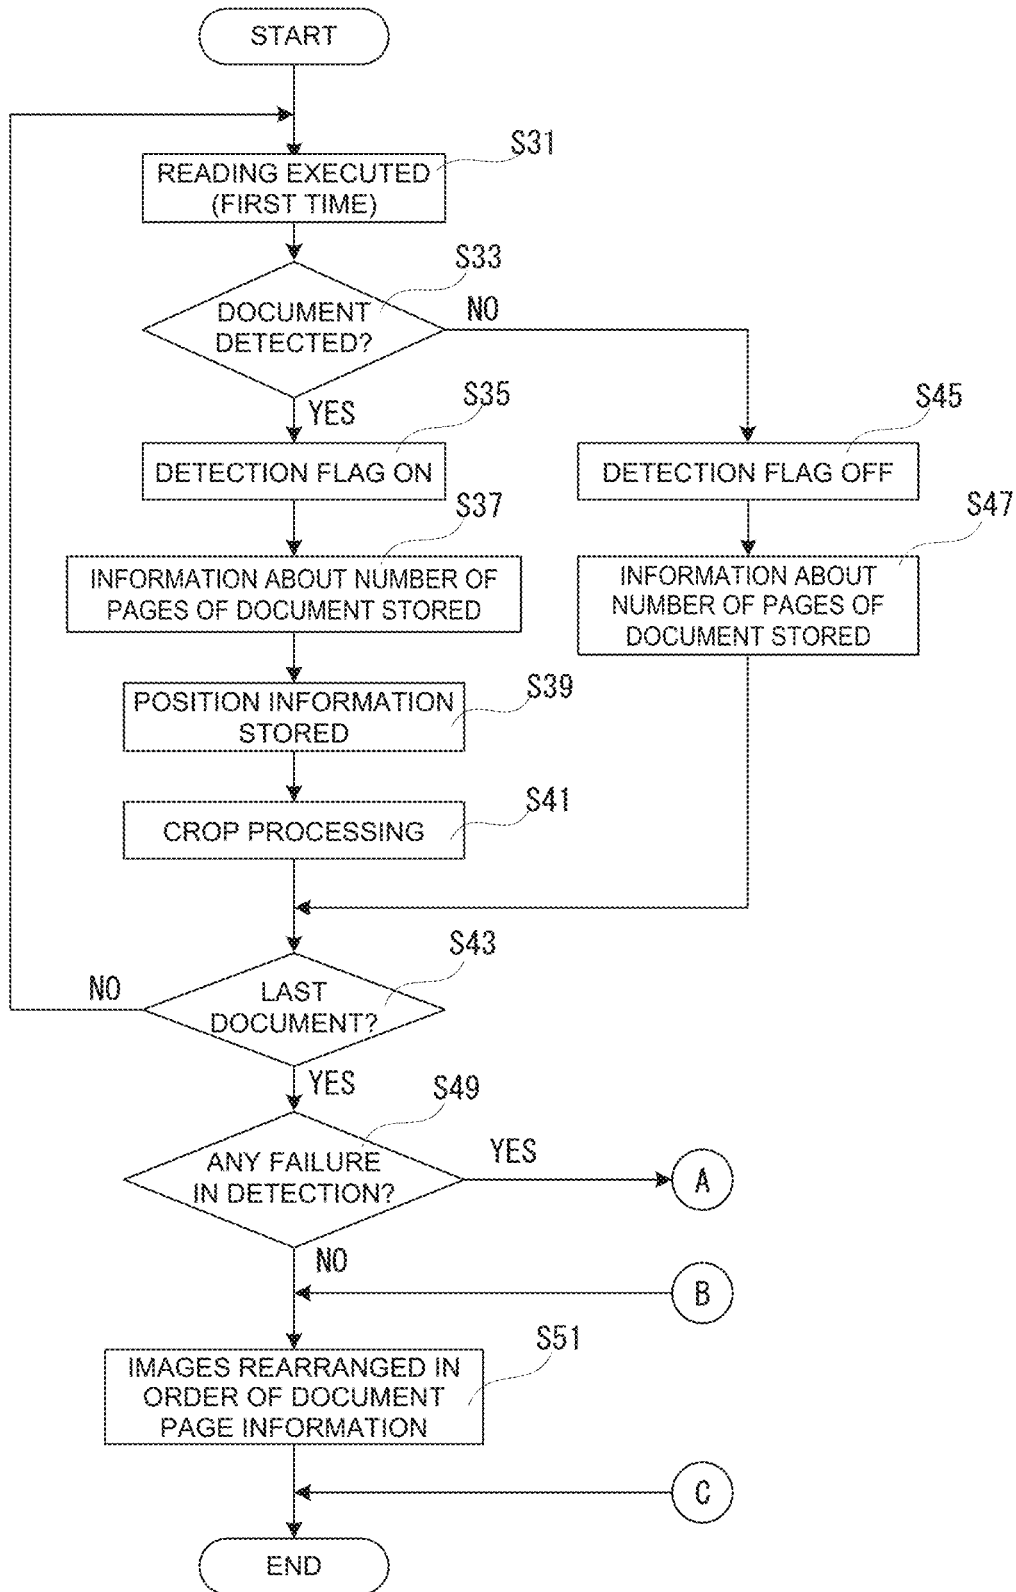 START
S31
READING EXECUTED
(FIRST TIME)
S33
DOCUMENT
DETECTED?
NO
YES
S35
S45
DETECTION FLAG ON
DETECTION FLAG OFF
S37
S47
INFORMATION ABOUT NUMBER OF
PAGES OF DOCUMENT STORED
INFORMATION ABOUT
NUMBER OF PAGES OF
DOCUMENT STORED
S39
POSITION INFORMATION
STORED
S41
CROP PROCESSING
S43
NO
LAST
DOCUMENT?
YES
S49
ANY FAILURE
IN DETECTION?
YES
A
NO
B
S51
IMAGES REARRANGED IN
ORDER OF DOCUMENT
PAGE INFORMATION
C
END